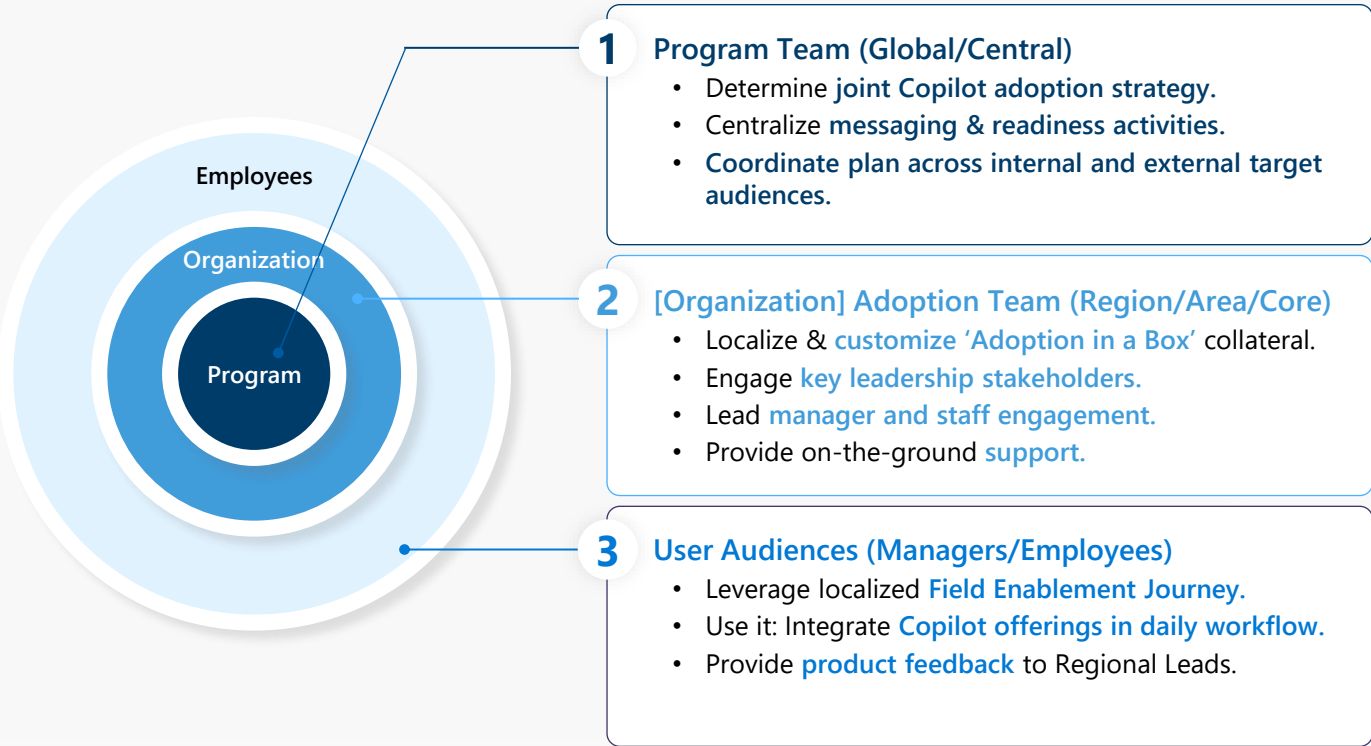 Employees
Organization
Program
1
Program Team (Global/Central)
• Determine joint Copilot adoption strategy.
• Centralize messaging & readiness activities.
• Coordinate plan across internal and external target
audiences.
2
[Organization] Adoption Team (Region/Area/Core)
• Localize & customize ‘Adoption in a Box’ collateral.
• Engage key leadership stakeholders.
• Lead manager and staff engagement.
• Provide on-the-ground support.
3
User Audiences (Managers/Employees)
• Leverage localized Field Enablement Journey.
• Use it: Integrate Copilot offerings in daily workflow.
• Provide product feedback to Regional Leads.